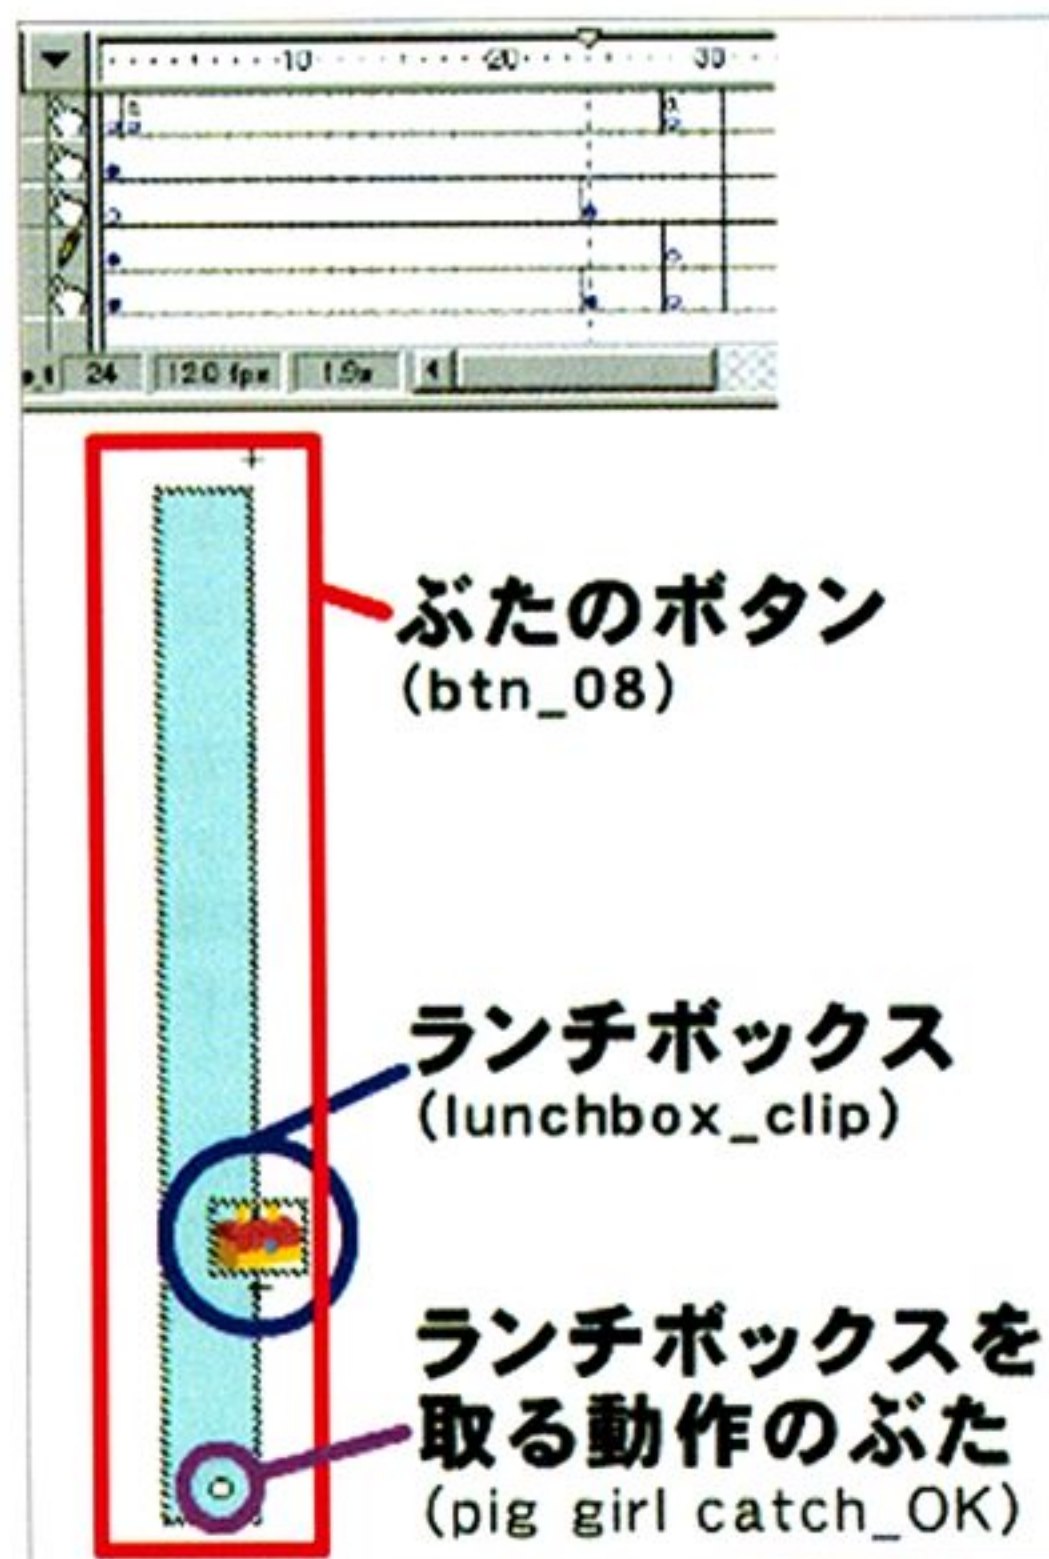 10 20 30
24 12.0 fps 1.9s
ぶたのボタン
(btn_08)
ランチボックス
(lunchbox_clip)
ランチボックスを
取る動作のぶた
(pig girl catch_OK)